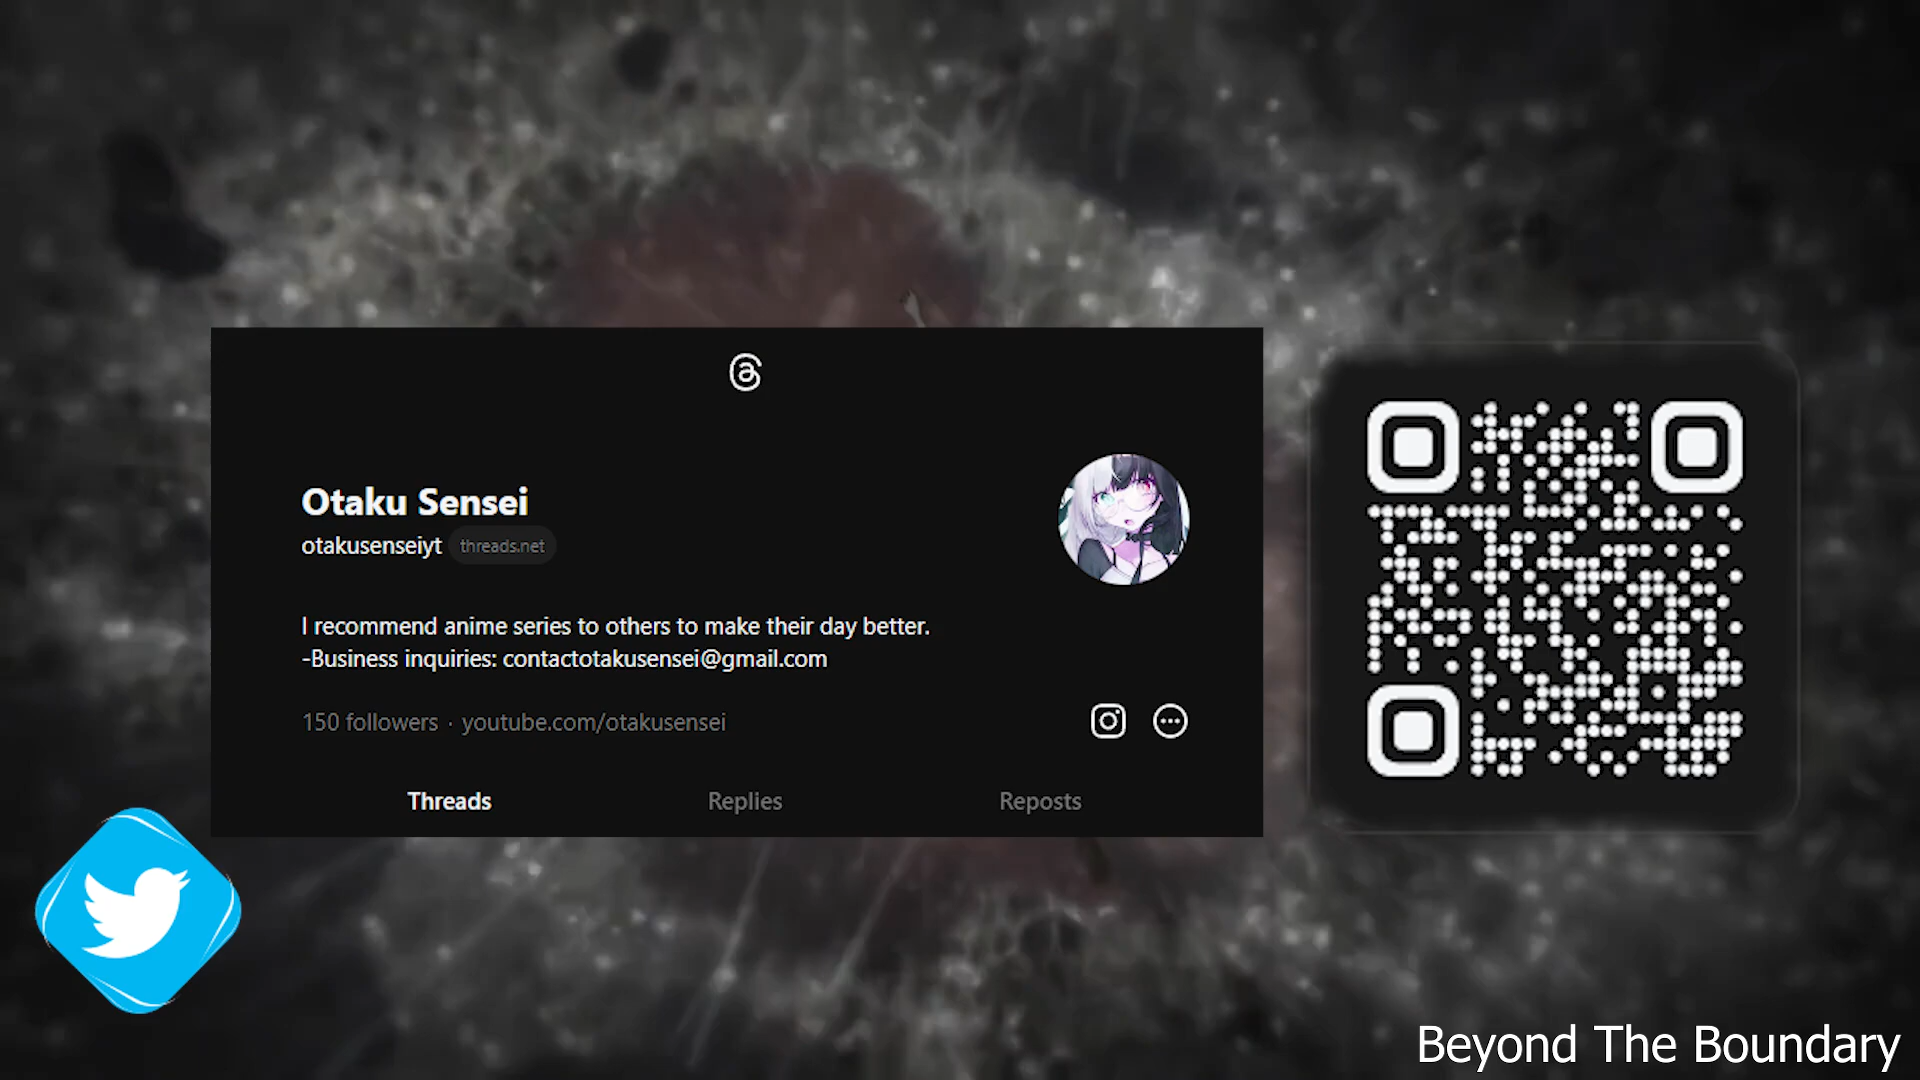 Otaku Sensei
otakusenseiyt threads.net
I recommend anime series to others to make their day better.
-Business inquiries: contactotakusensei@gmail.com
150 followers · youtube.com/otakusensei
Threads Replies Reposts
Beyond The Boundary